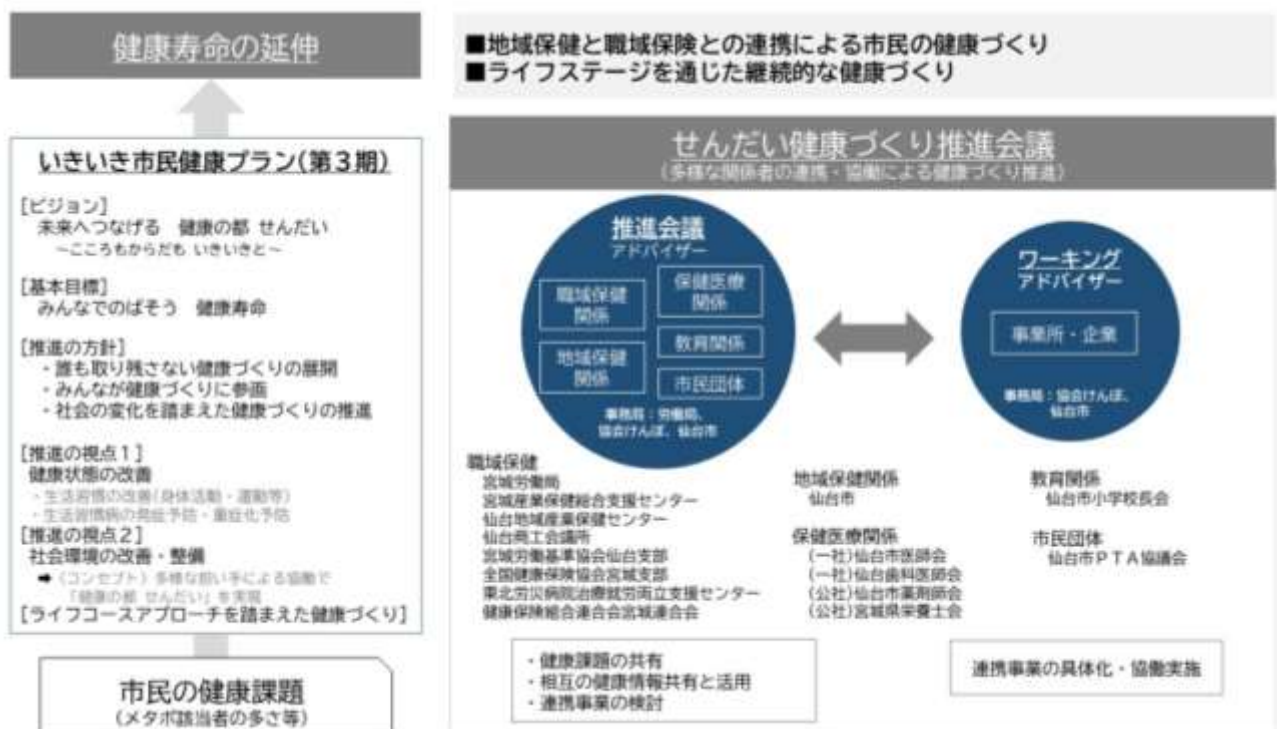 健康寿命の延伸
いきいき市民健康プラン(第3期)
[ビジョン]
未来へつなげる 健康の都 せんだい
～こころもからだも いきいきと～
[基本目標]
みんなでのばそう 健康寿命
[推進の方針]
・誰も取り残さない健康づくりの展開
・みんなが健康づくりに参画
・社会の変化を踏まえた健康づくりの推進
[推進の視点1]
健康状態の改善
・生活習慣の改善(身体活動・運動等)
・生活習慣病の発症予防・重症化予防
[推進の視点2]
社会環境の改善・整備
➡(コンセプト)多様な担い手による協働で
「健康の都 せんだい」を実現
[ライフコースアプローチを踏まえた健康づくり]
市民の健康課題
(メタボ該当者の多さ等)
■地域保健と職域保険との連携による市民の健康づくり
■ライフステージを通じた継続的な健康づくり
せんだい健康づくり推進会議
(多様な関係者の連携・協働による健康づくり推進)
推進会議
アドバイザー
職域保健
関係
保健医療
関係
地域保健
関係
教育関係
市民団体
事務局：労働局、
協会けんぽ、仙台市
ワーキング
アドバイザー
事業所・企業
事務局：協会けんぽ、
仙台市
職域保健
宮城労働局
宮城産業保健総合支援センター
仙台地域産業保健センター
仙台商工会議所
宮城労働基準協会仙台支部
全国健康保険協会宮城支部
東北労災病院治療就労両立支援センター
健康保険組合連合会宮城連合会
地域保健関係
仙台市
保健医療関係
(一社)仙台市医師会
(一社)仙台歯科医師会
(公社)仙台市薬剤師会
(公社)宮城県栄養士会
教育関係
仙台市小学校長会
市民団体
仙台市PTA協議会
・健康課題の共有
・相互の健康情報共有と活用
・連携事業の検討
連携事業の具体化・協働実施